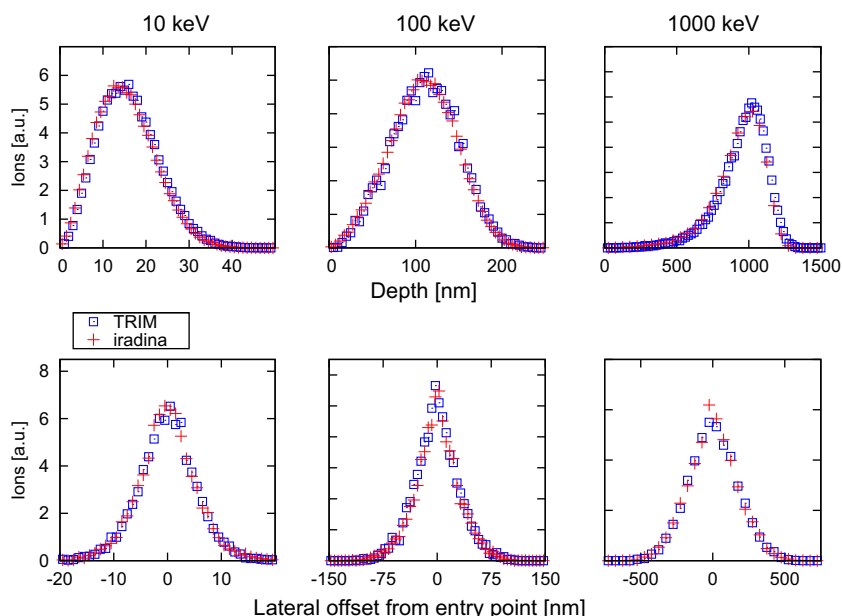 10 keV 100 keV 1000 keV
Ions [a.u.]
6
5
4
3
2
1
0
0 10 20 30 40
0 100 200
0 500 1000 1500
Depth [nm]
TRIM
iradina
Ions [a.u.]
8
6
4
2
0
-20 -10 0 10
-150 -75 0 75 150
-500 0 500
Lateral offset from entry point [nm]